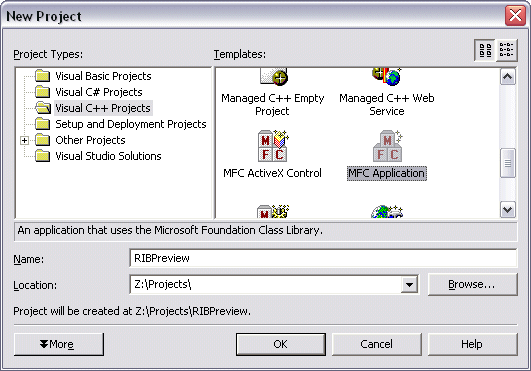 New Project
Project Types:
Templates:
Visual Basic Projects
Visual C# Projects
Visual C++ Projects
Setup and Deployment Projects
Other Projects
Visual Studio Solutions
Managed C++ Empty Project
Managed C++ Web Service
MFC ActiveX Control
MFC Application
An application that uses the Microsoft Foundation Class Library.
Name:
RIBPreview
Location:
Z:\Projects\
Browse...
Project will be created at Z:\Projects\RIBPreview.
More
OK
Cancel
Help